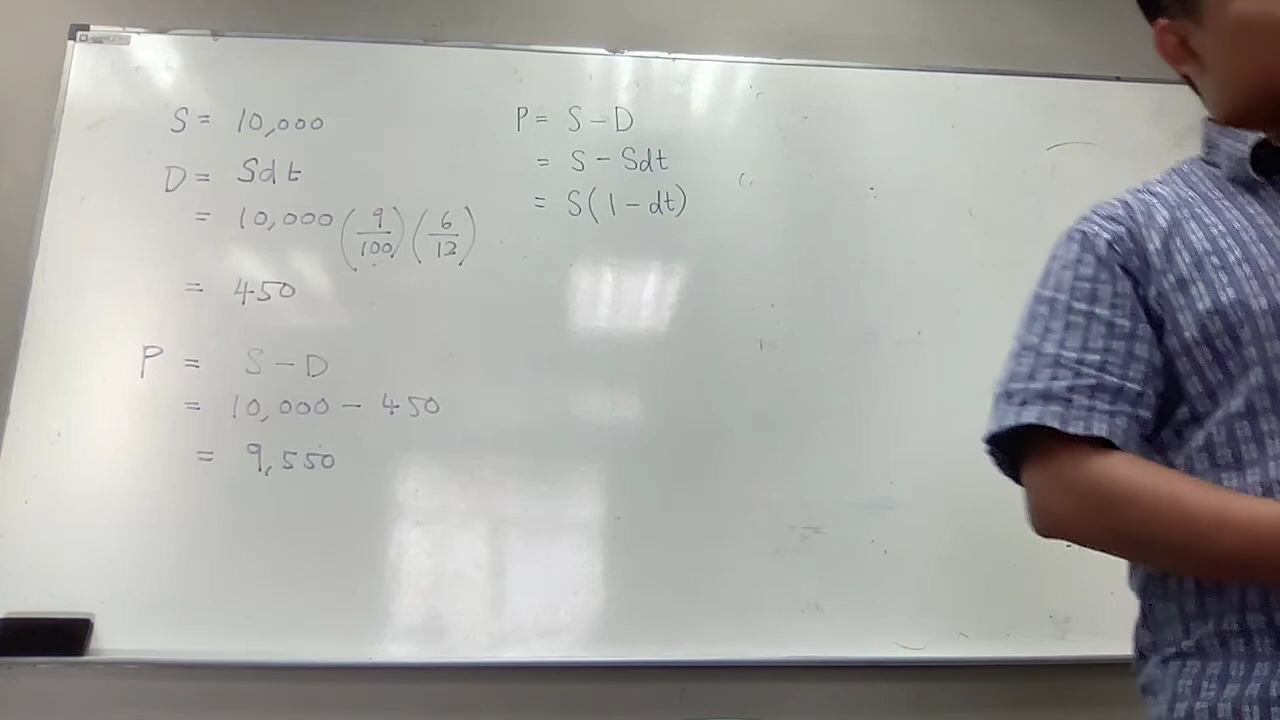 S = 10,000
D = Sdt
= 10,000 (9/100) (6/12)
= 450
P = S - D
= 10,000 - 450
= 9,550
P = S - D
= S - Sdt
= S(1 - dt)